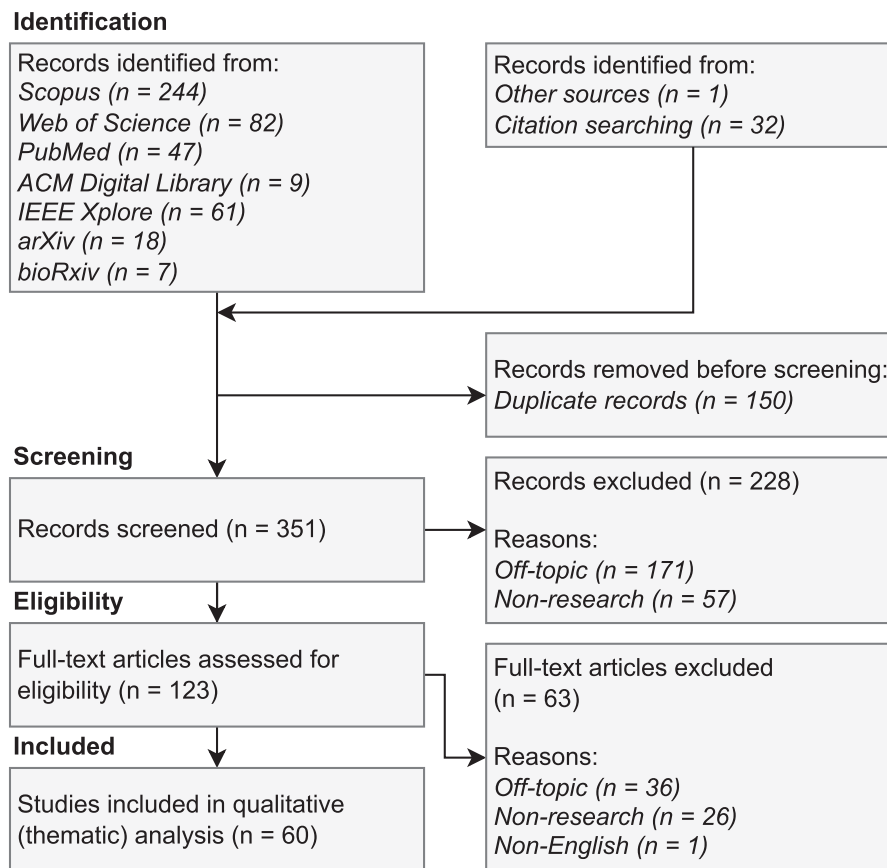 Identification
Records identified from:
Scopus (n = 244)
Web of Science (n = 82)
PubMed (n = 47)
ACM Digital Library (n = 9)
IEEE Xplore (n = 61)
arXiv (n = 18)
bioRxiv (n = 7)
Records identified from:
Other sources (n = 1)
Citation searching (n = 32)
Records removed before screening:
Duplicate records (n = 150)
Screening
Records screened (n = 351)
Records excluded (n = 228)
Reasons:
Off-topic (n = 171)
Non-research (n = 57)
Eligibility
Full-text articles assessed for
eligibility (n = 123)
Full-text articles excluded
(n = 63)
Reasons:
Off-topic (n = 36)
Non-research (n = 26)
Non-English (n = 1)
Included
Studies included in qualitative
(thematic) analysis (n = 60)